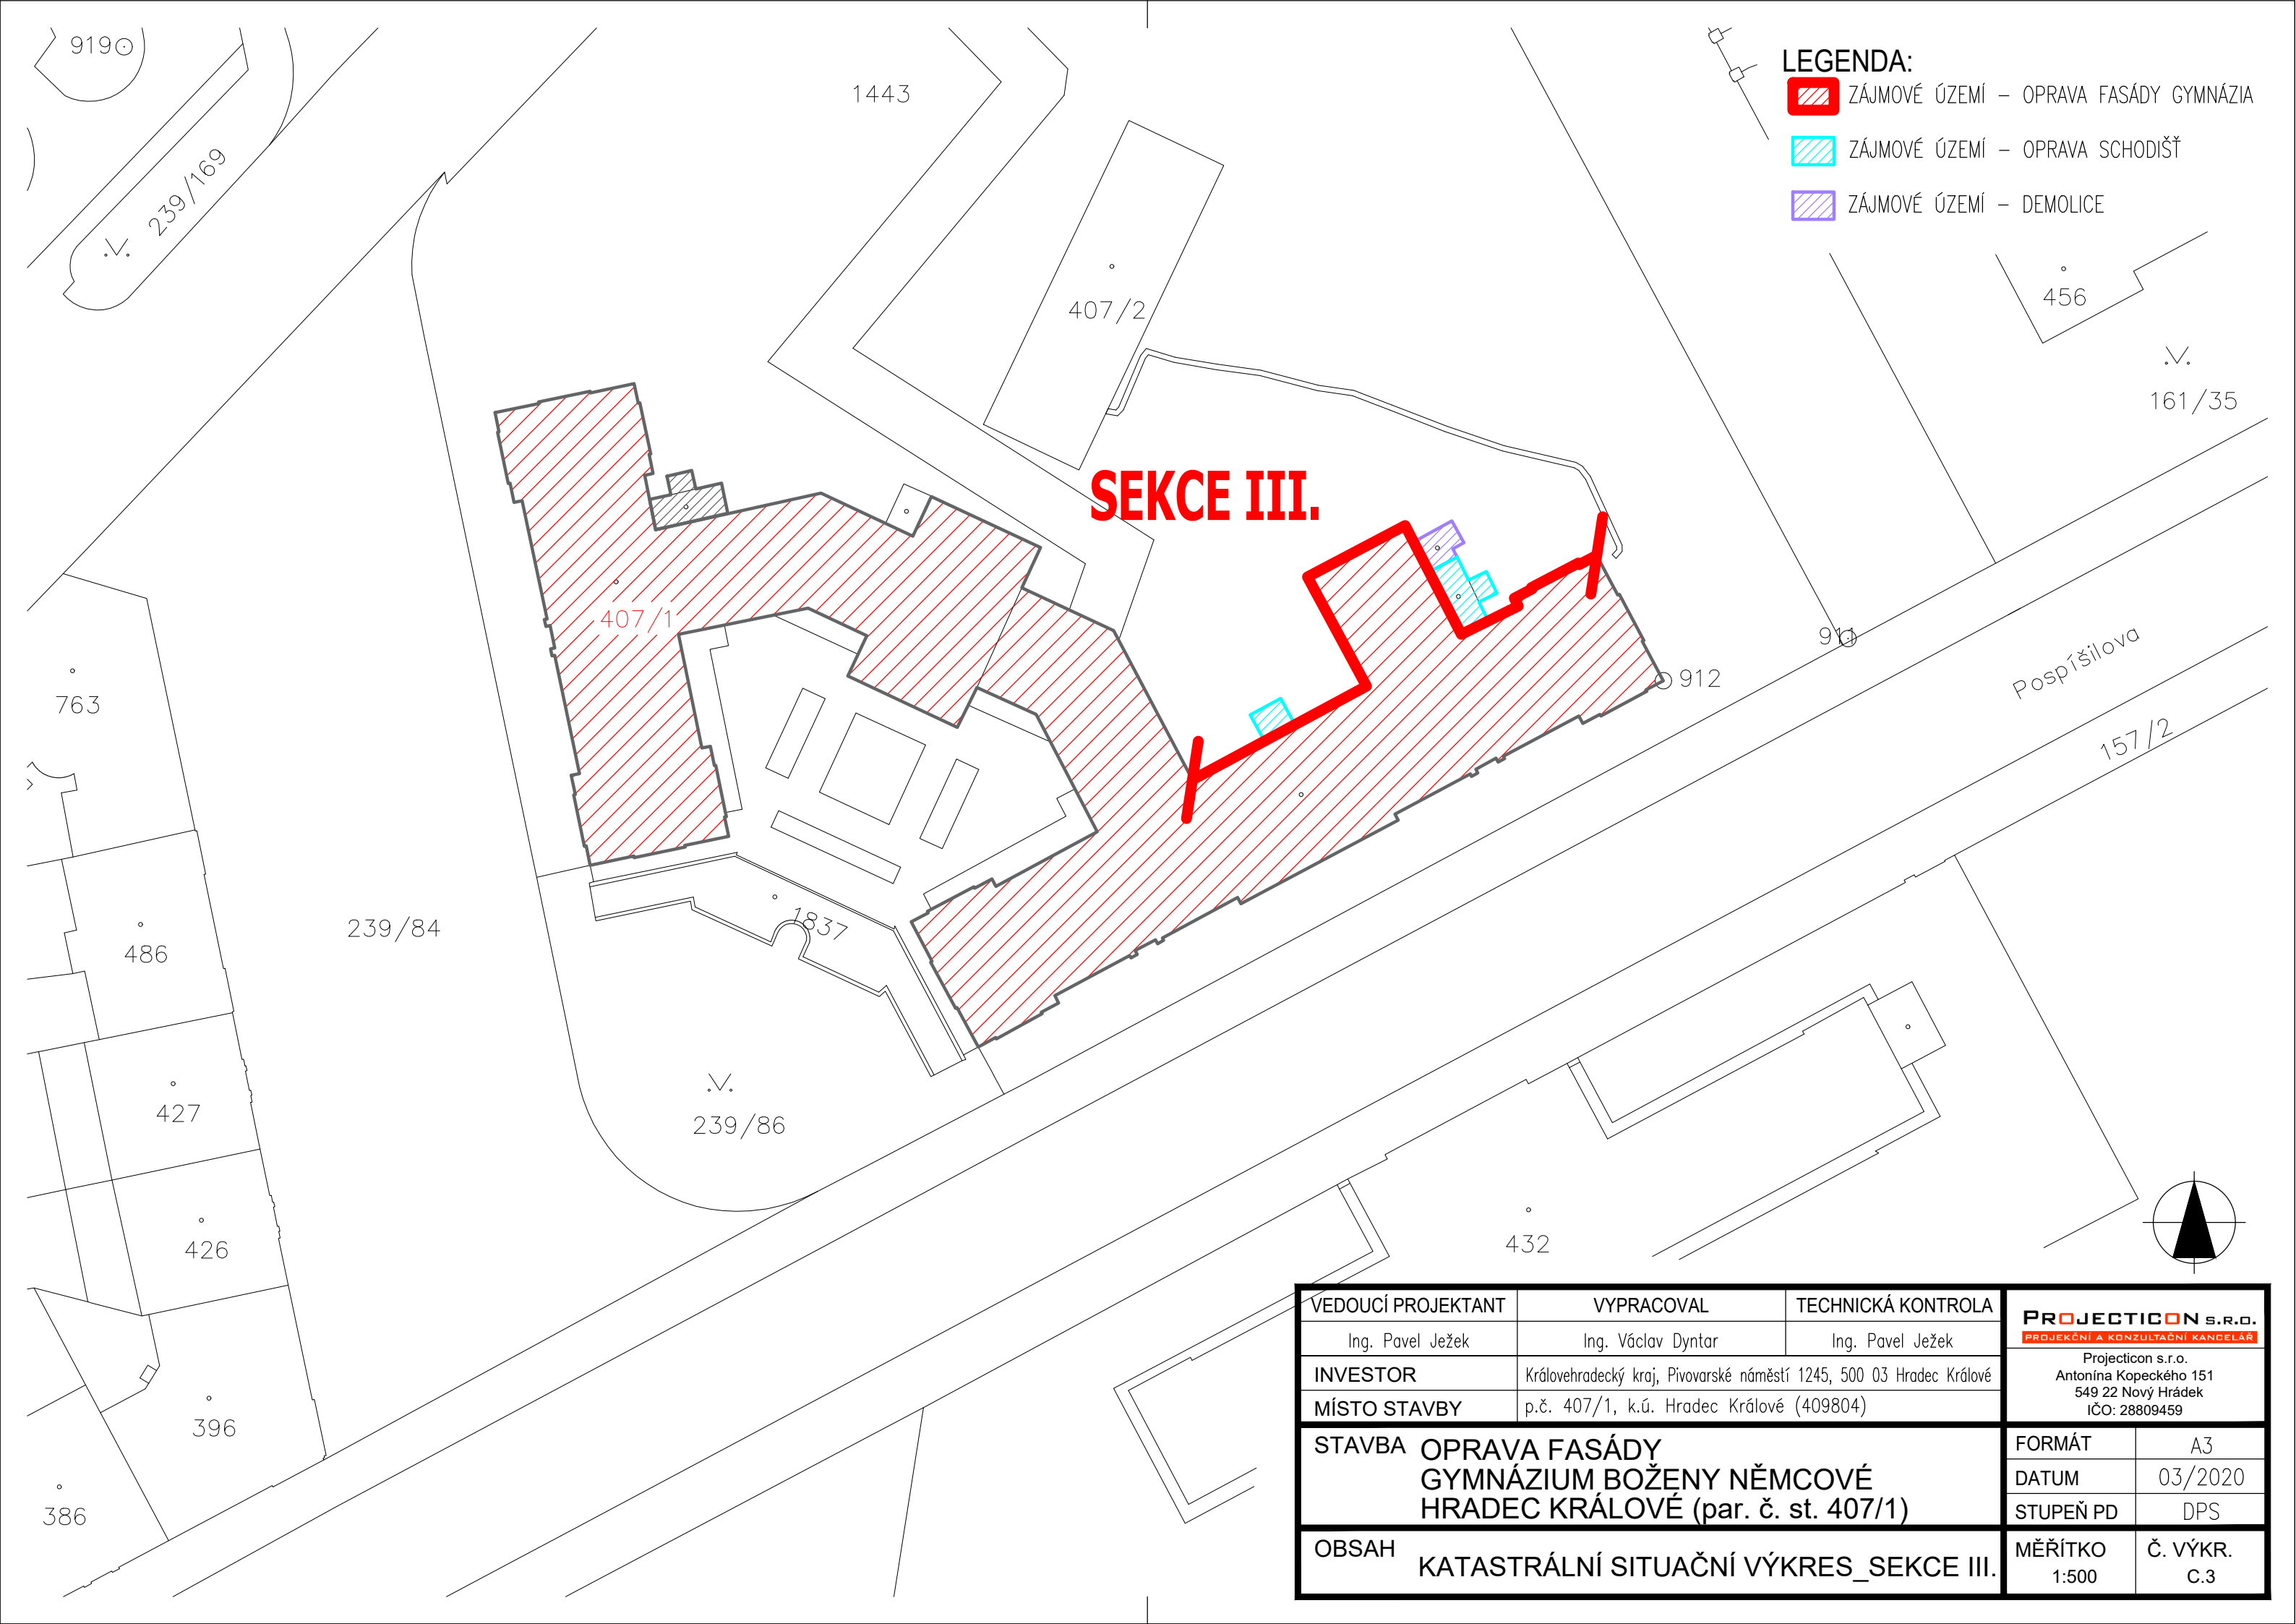 919
1443
239/169
407/2
LEGENDA:
ZÁJMOVÉ ÚZEMÍ – OPRAVA FASÁDY GYMNÁZIA
ZÁJMOVÉ ÚZEMÍ – OPRAVA SCHODIŠŤ
ZÁJMOVÉ ÚZEMÍ – DEMOLICE
456
161/35
SEKCE III.
407/1
911
912
Pospíšilova
157/2
763
239/84
1837
486
427
239/86
426
432
396
386
VEDOUCÍ PROJEKTANT
VYPRACOVAL
TECHNICKÁ KONTROLA
Ing. Pavel Ježek
Ing. Václav Dyntar
Ing. Pavel Ježek
INVESTOR
Královehradecký kraj, Pivovarské náměstí 1245, 500 03 Hradec Králové
MÍSTO STAVBY
p.č. 407/1, k.ú. Hradec Králové (409804)
PROJECTICON S.R.O.
PROJEKČNÍ A KONZULTAČNÍ KANCELÁŘ
Projecticon s.r.o.
Antonína Kopeckého 151
549 22 Nový Hrádek
IČO: 28809459
STAVBA
OPRAVA FASÁDY
GYMNÁZIUM BOŽENY NĚMCOVÉ
HRADEC KRÁLOVÉ (par. č. st. 407/1)
FORMÁT
A3
DATUM
03/2020
STUPEŇ PD
DPS
OBSAH
KATASTRÁLNÍ SITUAČNÍ VÝKRES_SEKCE III.
MĚŘÍTKO
1:500
Č. VÝKR.
C.3